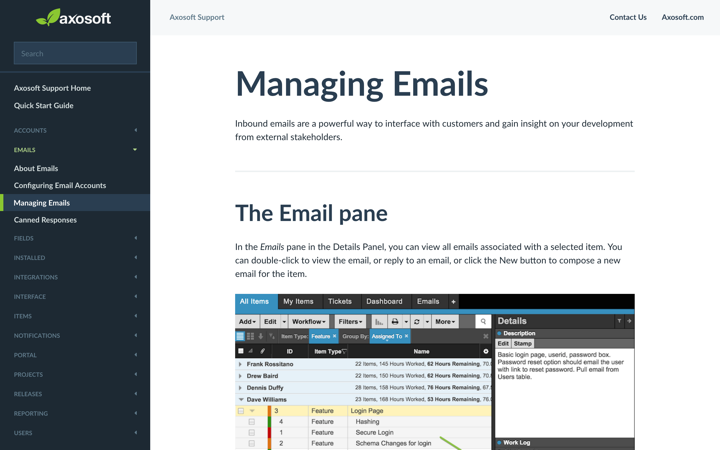 axosoft
Search
Axosoft Support Home
Quick Start Guide
ACCOUNTS
EMAILS
About Emails
Configuring Email Accounts
Managing Emails
Canned Responses
FIELDS
INSTALLED
INTEGRATIONS
INTERFACE
ITEMS
NOTIFICATIONS
PORTAL
PROJECTS
RELEASES
REPORTING
USERS
Axosoft Support
Contact Us
Axosoft.com
Managing Emails
Inbound emails are a powerful way to interface with customers and gain insight on your development
from external stakeholders.
The Email pane
In the Emails pane in the Details Panel, you can view all emails associated with a selected item. You
can double-click to view the email, or reply to an email, or click the New button to compose a new
email for the item.
All Items My Items Tickets Dashboard Emails +
Add Edit Workflow Filters More
Item Type: Feature × Group By: Assigned To ×
ID Item Type Name
Frank Rossotano 22 Items, 145 Hours Worked, 62 Hours Remaining, 70.
Drew Baird 22 Items, 150 Hours Worked, 62 Hours Remaining, 70.
Dennis Duffy 28 Items, 158 Hours Worked, 76 Hours Remaining, 67.
Dave Williams 23 Items, 168 Hours Worked, 53 Hours Remaining, 76.
3 Feature Login Page
4 Feature Hashing
1 Feature Secure Login
2 Feature Schema Changes for login
Details
Description
Edit Stamp
Basic login page, userid, password box.
Password reset option should email the user
with link to reset password. Pull email from
Users table.
Work Log